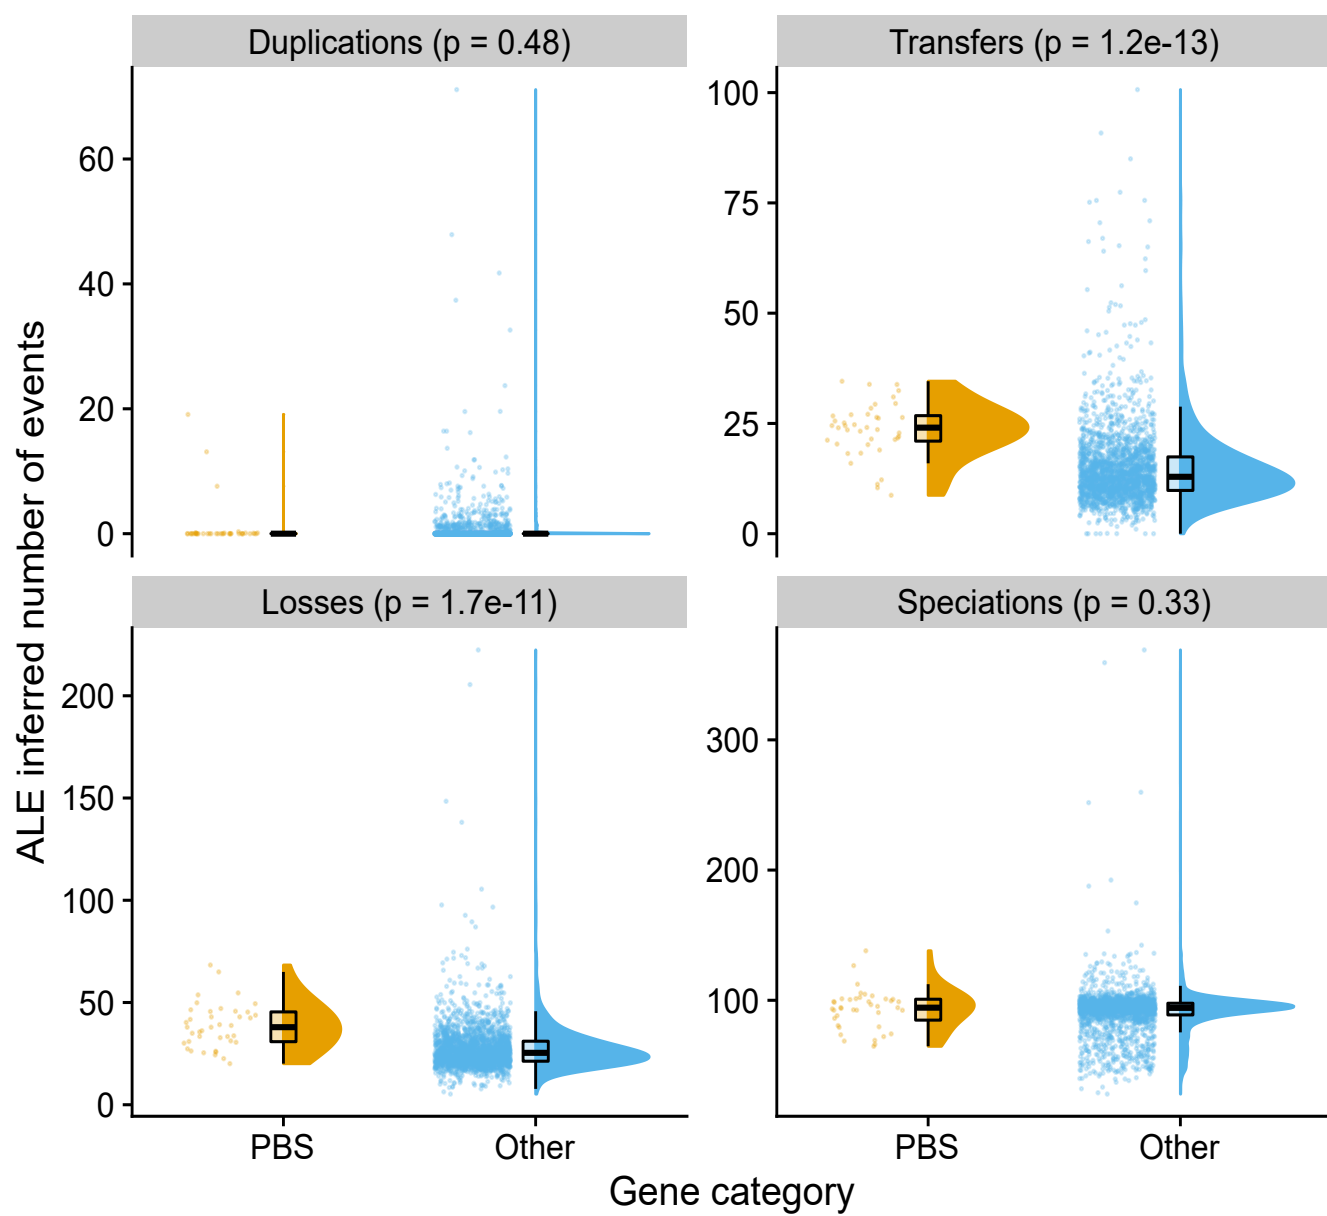 Duplications (p = 0.48)
Transfers (p = 1.2e-13)
60
40
20
0
100
75
50
25
0
Losses (p = 1.7e-11)
Speciations (p = 0.33)
200
150
100
50
0
300
200
100
ALE inferred number of events
PBS
Other
PBS
Other
Gene category